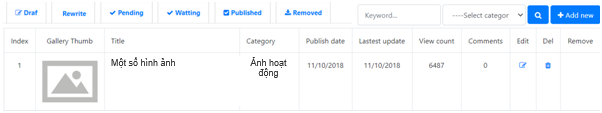 Draf Rewrite Pending Watting Published Removed Keyword... ----Select categor Add new
Index Gallery Thumb Title Category Publish date Lastest update View count Comments Edit Del Remove
1 Một số hình ảnh Ảnh hoạt động 11/10/2018 11/10/2018 6487 0